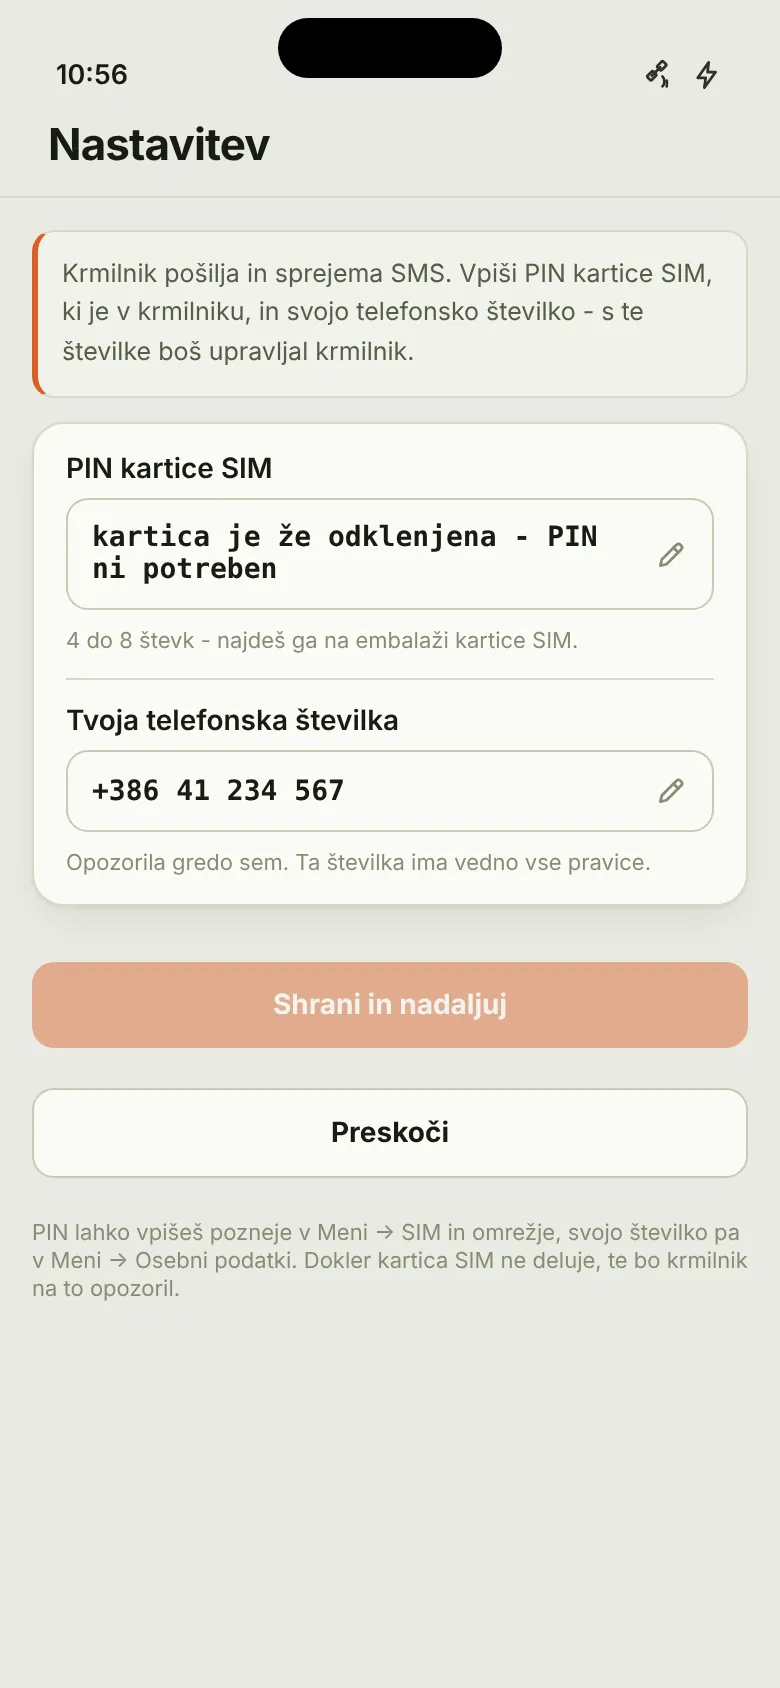 10:56
Nastavitev
Krmilnik pošilja in sprejema SMS. Vpiši PIN kartice SIM,
ki je v krmilniku, in svojo telefonsko številko - s te
številke boš upravljal krmilnik.
PIN kartice SIM
kartica je že odklenjena - PIN
ni potreben
4 do 8 števk - najdeš ga na embalaži kartice SIM.
Tvoja telefonska številka
+386 41 234 567
Opozorila gredo sem. Ta številka ima vedno vse pravice.
Shrani in nadaljuj
Preskoči
PIN lahko vpišeš pozneje v Meni → SIM in omrežje, svojo številko pa
v Meni → Osebni podatki. Dokler kartica SIM ne deluje, te bo krmilnik
na to opozoril.